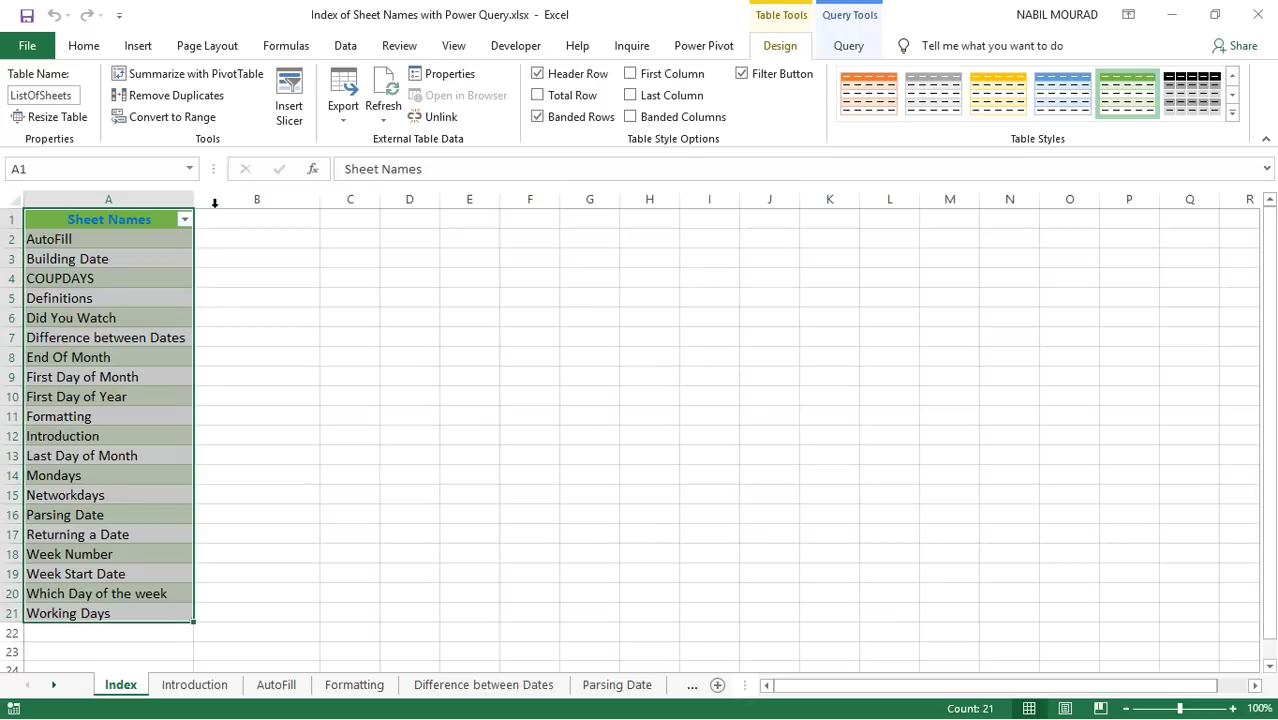 Index of Sheet Names with Power Query.xlsx - Excel
Table Tools
Query Tools
NABIL MOURAD
File Home Insert Page Layout Formulas Data Review View Developer Help Inquire Power Pivot Design Query Tell me what you want to do Share
Table Name:
ListOfSheets
Resize Table
Properties
Summarize with PivotTable
Remove Duplicates
Convert to Range
Insert
Slicer
Tools
Export
Refresh
Properties
Open in Browser
Unlink
External Table Data
Header Row First Column Filter Button
Total Row Last Column
Banded Rows Banded Columns
Table Style Options
Table Styles
A1 fx Sheet Names
A B C D E F G H I J K L M N O P Q R
1 Sheet Names
2 AutoFill
3 Building Date
4 COUPDAYS
5 Definitions
6 Did You Watch
7 Difference between Dates
8 End Of Month
9 First Day of Month
10 First Day of Year
11 Formatting
12 Introduction
13 Last Day of Month
14 Mondays
15 Networkdays
16 Parsing Date
17 Returning a Date
18 Week Number
19 Week Start Date
20 Which Day of the week
21 Working Days
22
23
24
Index Introduction AutoFill Formatting Difference between Dates Parsing Date ...
Count: 21 100%